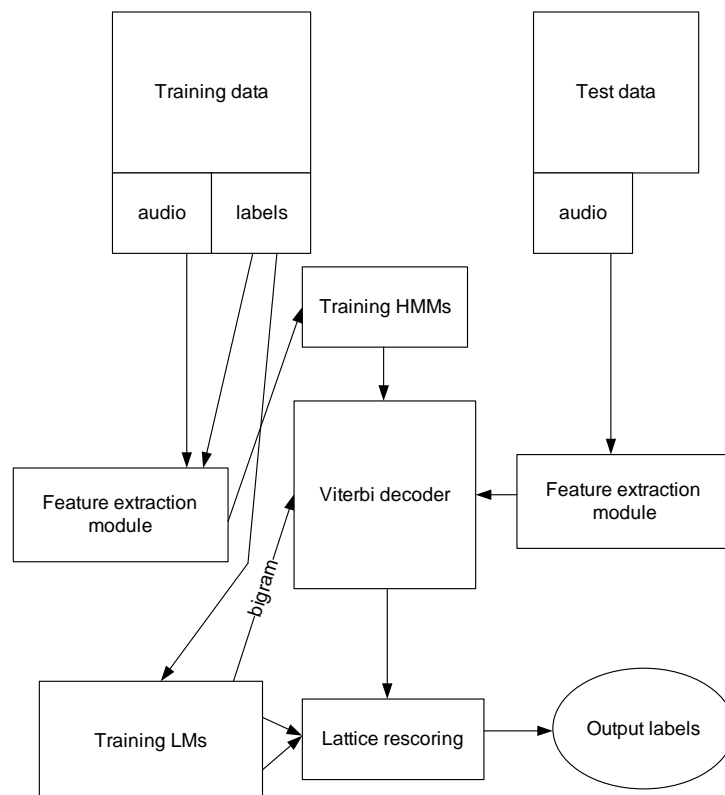 Training data
Test data
audio
labels
audio
Training HMMs
Feature extraction
module
Viterbi decoder
Feature extraction
module
bigram
Training LMs
Lattice rescoring
Output labels